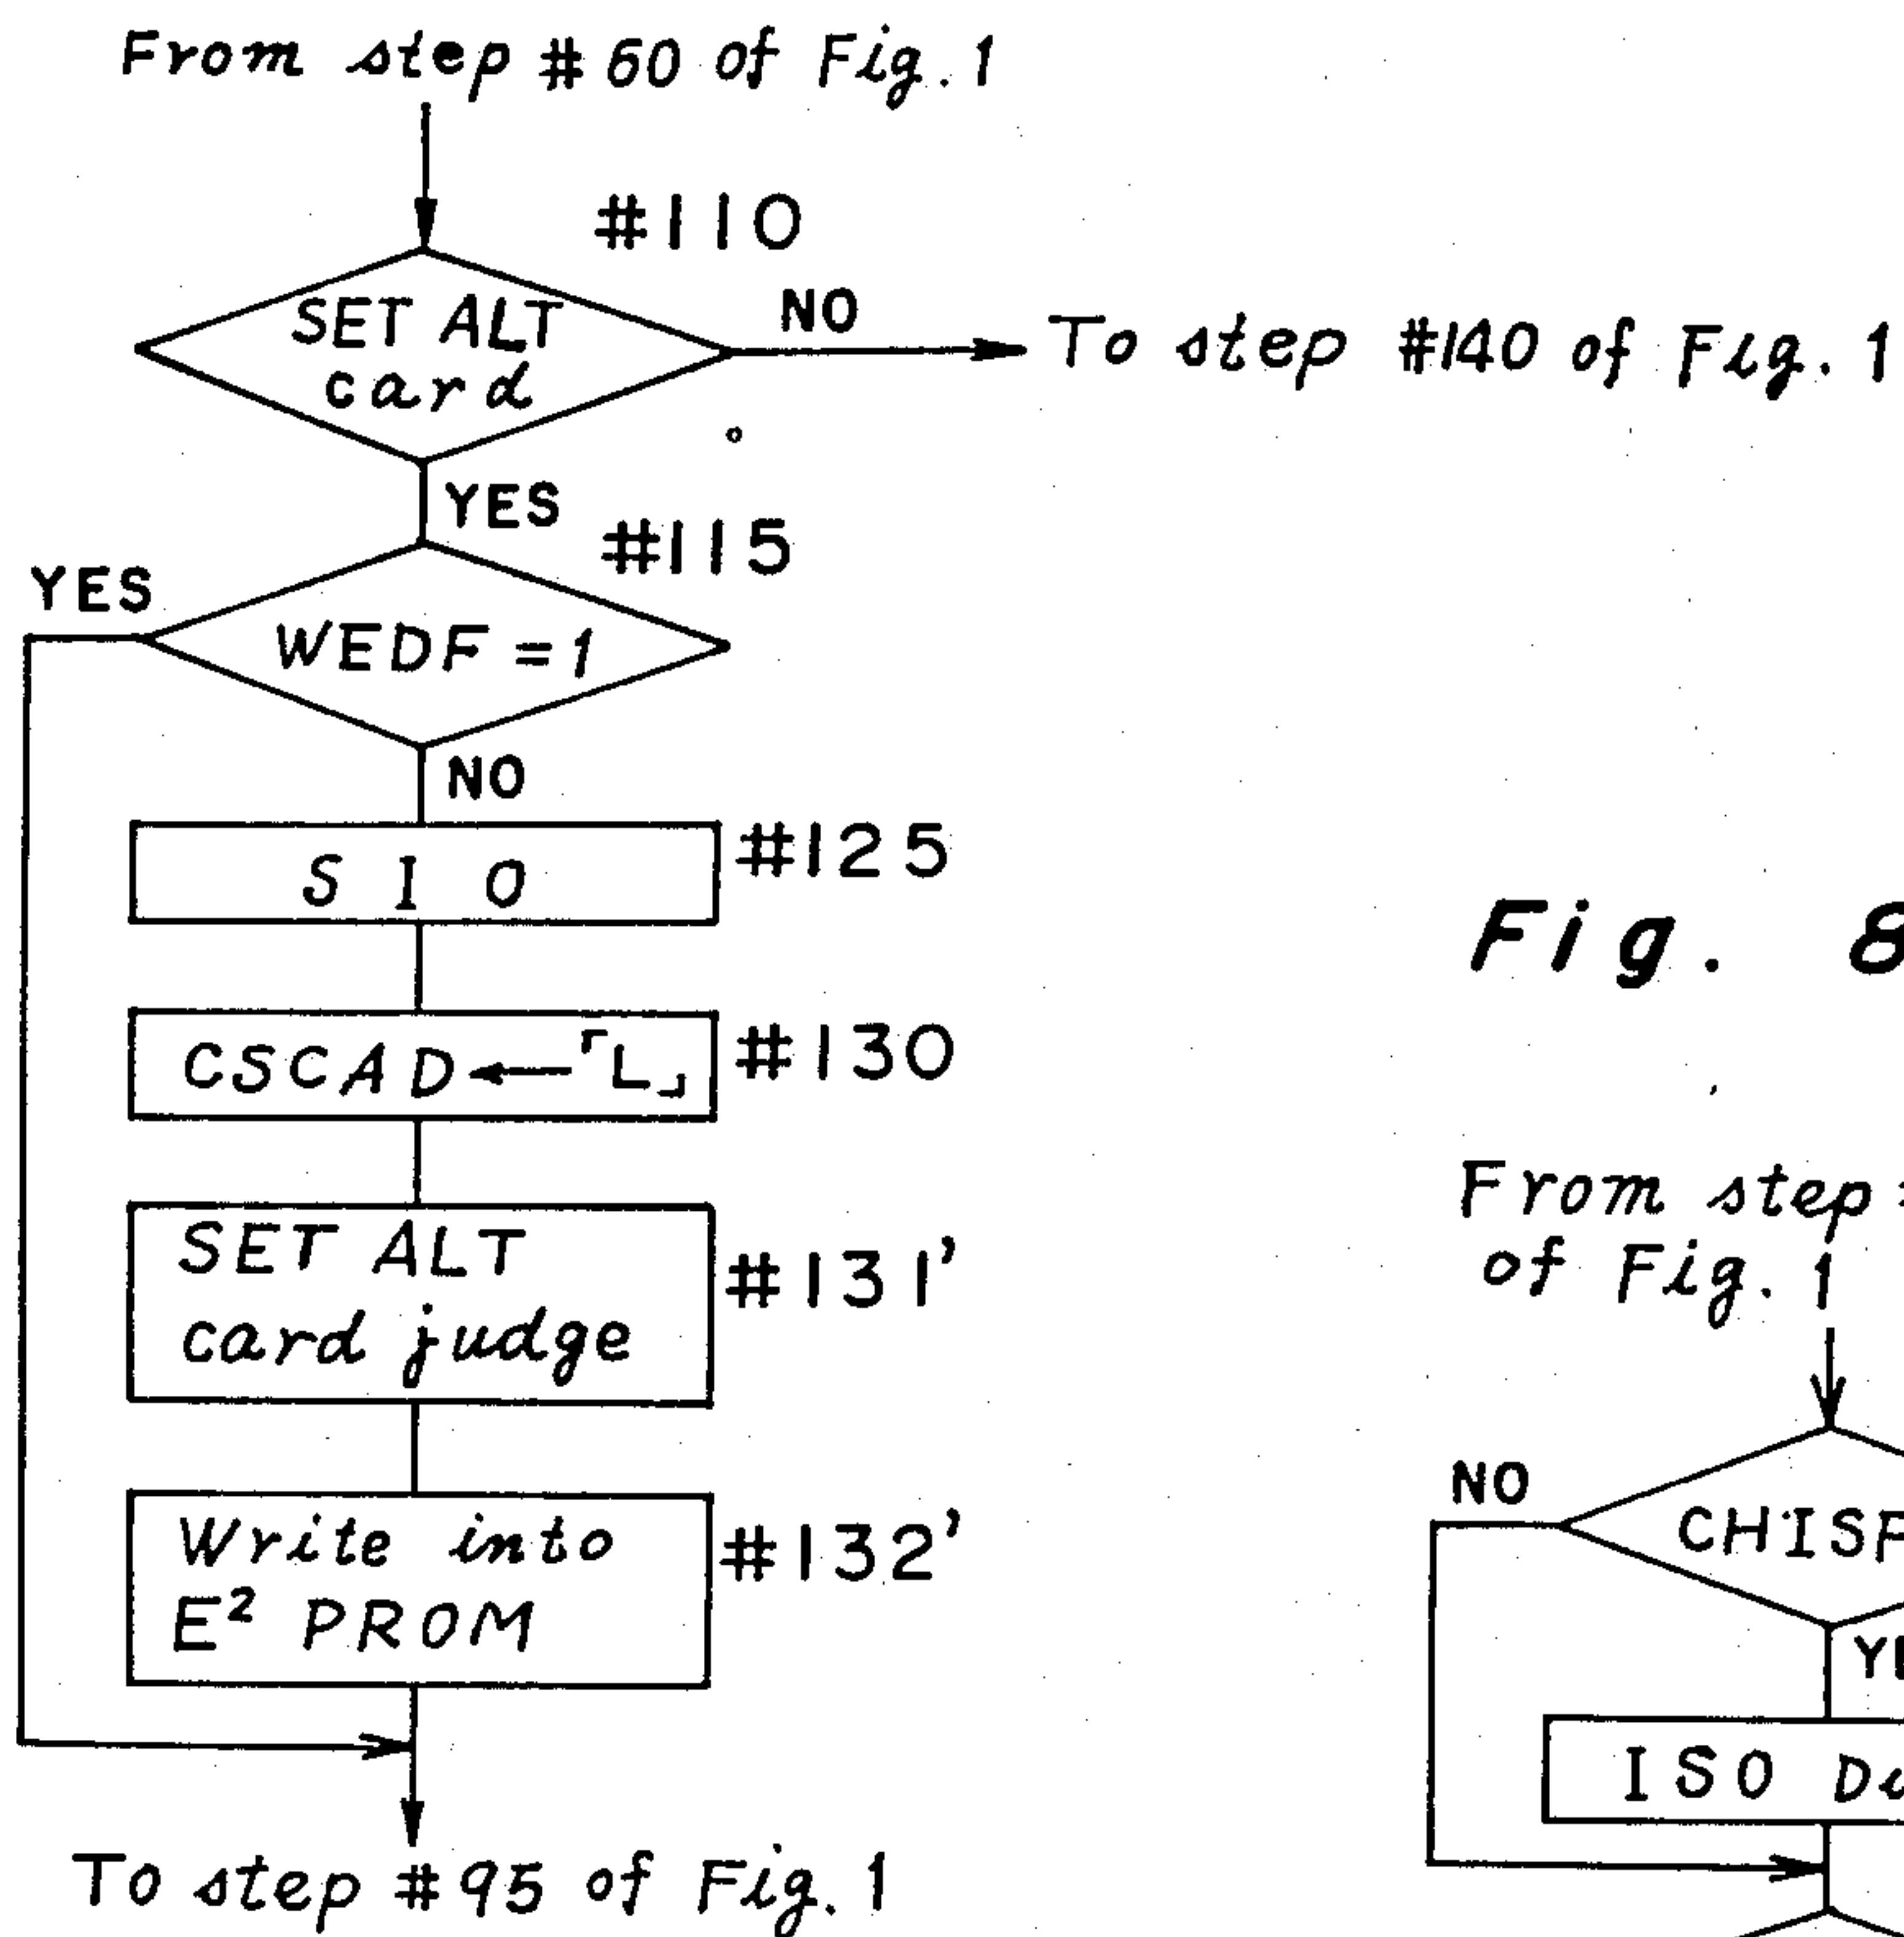 From step #60 of Fig. 1
#110
SET ALT
card
NO
To step #140 of Fig. 1
YES
#115
YES
WEDF = 1
NO
SIO
#125
CSCAD ← 「L」
#130
SET ALT
card judge
#131'
Write into
E² PROM
#132'
To step #95 of Fig. 1
Fig. 8
From step
of Fig. 1
NO
ISO